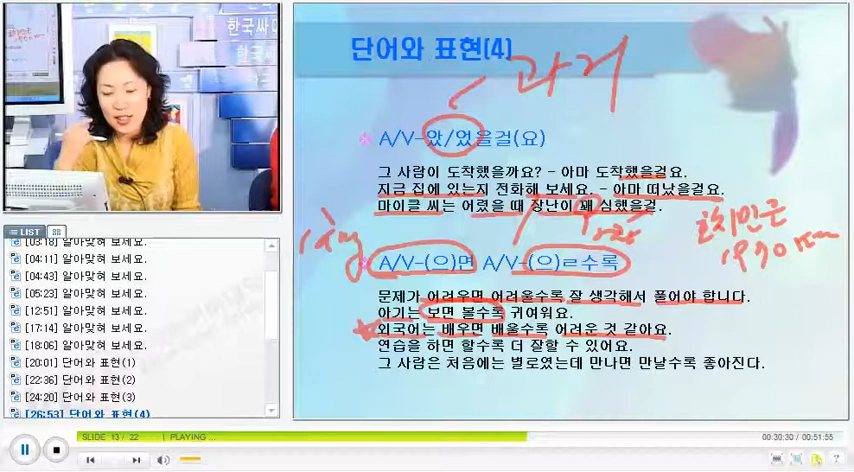 한국싸이
한국싸
단어와 표현(4)
과거
A/V-았/었을걸(요)
그 사람이 도착했을까요? - 아마 도착했을걸요.
지금 집에 있는지 전화해 보세요. - 아마 떠났을걸요.
마이클 씨는 어렸을 때 장난이 꽤 심했을걸.
A/V-(으)면 A/V-(으)ㄹ수록
문제가 어려우면 어려울수록 잘 생각해서 풀어야 합니다.
아기는 보면 볼수록 귀여워요.
외국어는 배우면 배울수록 어려운 것 같아요.
연습을 하면 할수록 더 잘할 수 있어요.
그 사람은 처음에는 별로였는데 만나면 만날수록 좋아진다.
LIST
[03:18] 알아맞혀 보세요.
[04:11] 알아맞혀 보세요.
[04:43] 알아맞혀 보세요.
[05:23] 알아맞혀 보세요.
[12:51] 알아맞혀 보세요.
[17:14] 알아맞혀 보세요.
[18:06] 알아맞혀 보세요.
[20:01] 단어와 표현(1)
[22:36] 단어와 표현(2)
[24:20] 단어와 표현(3)
[26:53] 단어와 표현(4)
SLIDE 13 / 22 | PLAYING ...
00:30:30 / 00:51:55